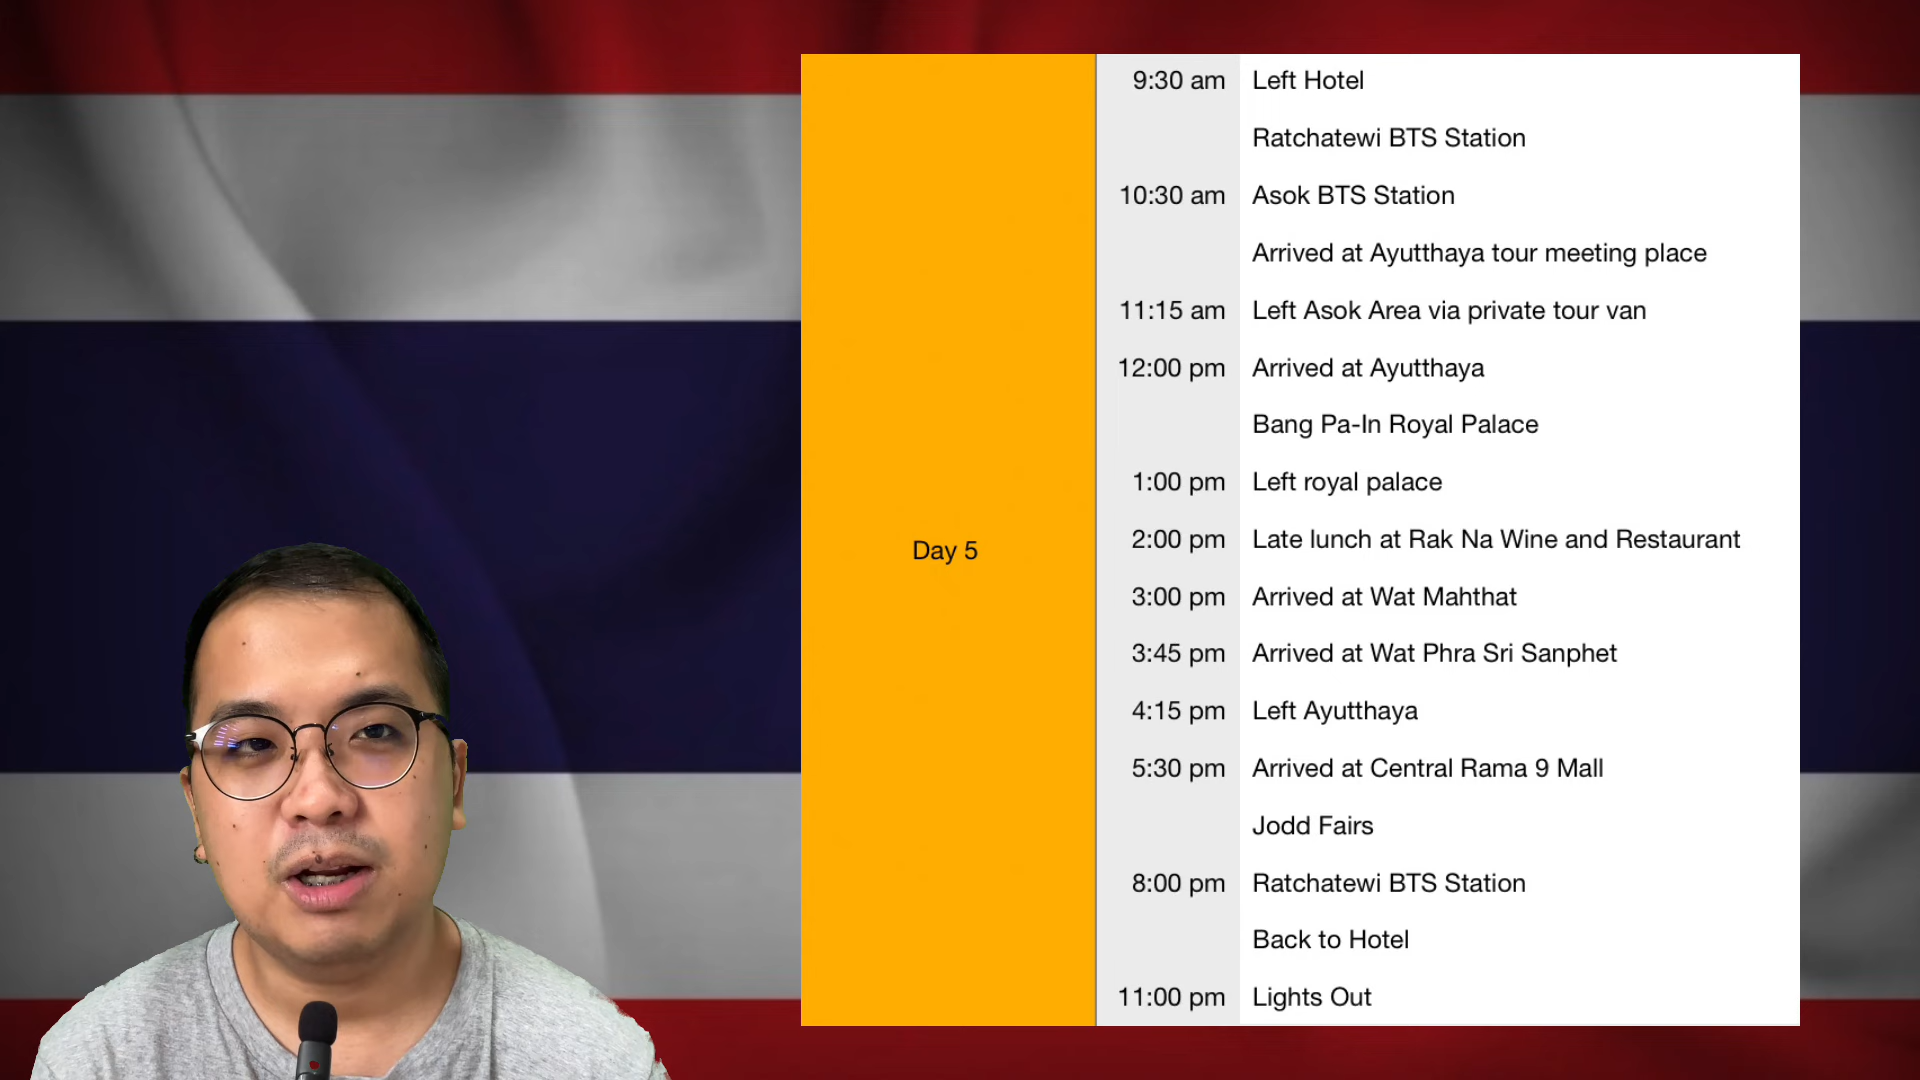 9:30 am Left Hotel
Ratchatewi BTS Station
10:30 am Asok BTS Station
Arrived at Ayutthaya tour meeting place
11:15 am Left Asok Area via private tour van
12:00 pm Arrived at Ayutthaya
Bang Pa-In Royal Palace
1:00 pm Left royal palace
Day 5
2:00 pm Late lunch at Rak Na Wine and Restaurant
3:00 pm Arrived at Wat Mahthat
3:45 pm Arrived at Wat Phra Sri Sanphet
4:15 pm Left Ayutthaya
5:30 pm Arrived at Central Rama 9 Mall
Jodd Fairs
8:00 pm Ratchatewi BTS Station
Back to Hotel
11:00 pm Lights Out